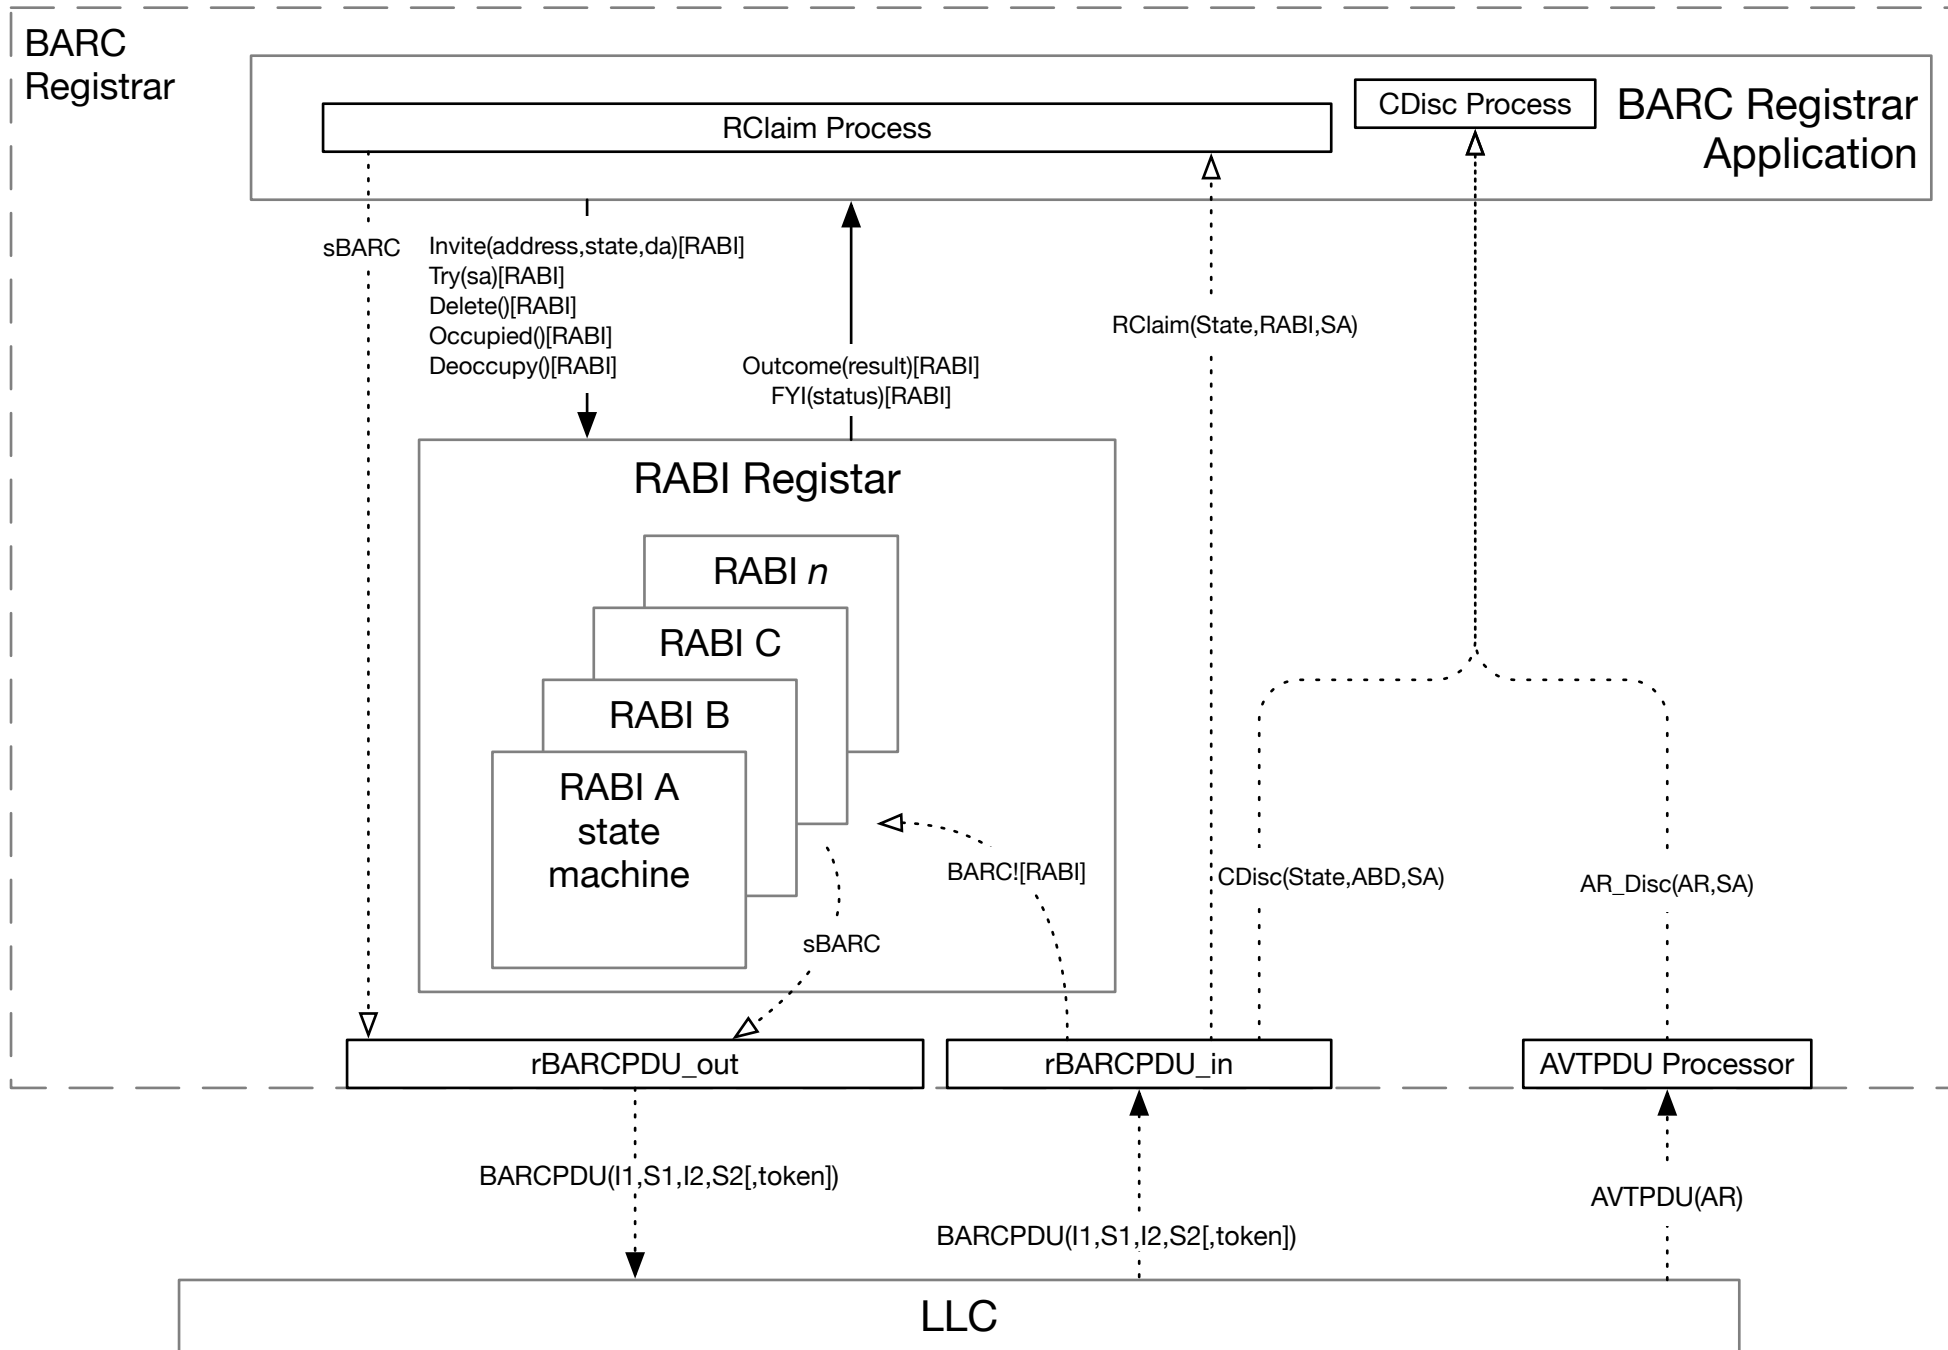 BARC
Registrar
CDisc Process
BARC Registrar
Application
RClaim Process
sBARC
Invite(address,state,da)[RABI]
Try(sa)[RABI]
Delete()[RABI]
Occupied()[RABI]
Deoccupy()[RABI]
Outcome(result)[RABI]
FYI(status)[RABI]
RClaim(State,RABI,SA)
RABI Registar
RABI n
RABI C
RABI B
RABI A
state
machine
BARC![RABI]
CDisc(State,ABD,SA)
AR_Disc(AR,SA)
sBARC
rBARCPDU_out
rBARCPDU_in
AVTPDU Processor
BARCPDU(I1,S1,I2,S2[,token])
BARCPDU(I1,S1,I2,S2[,token])
AVTPDU(AR)
LLC